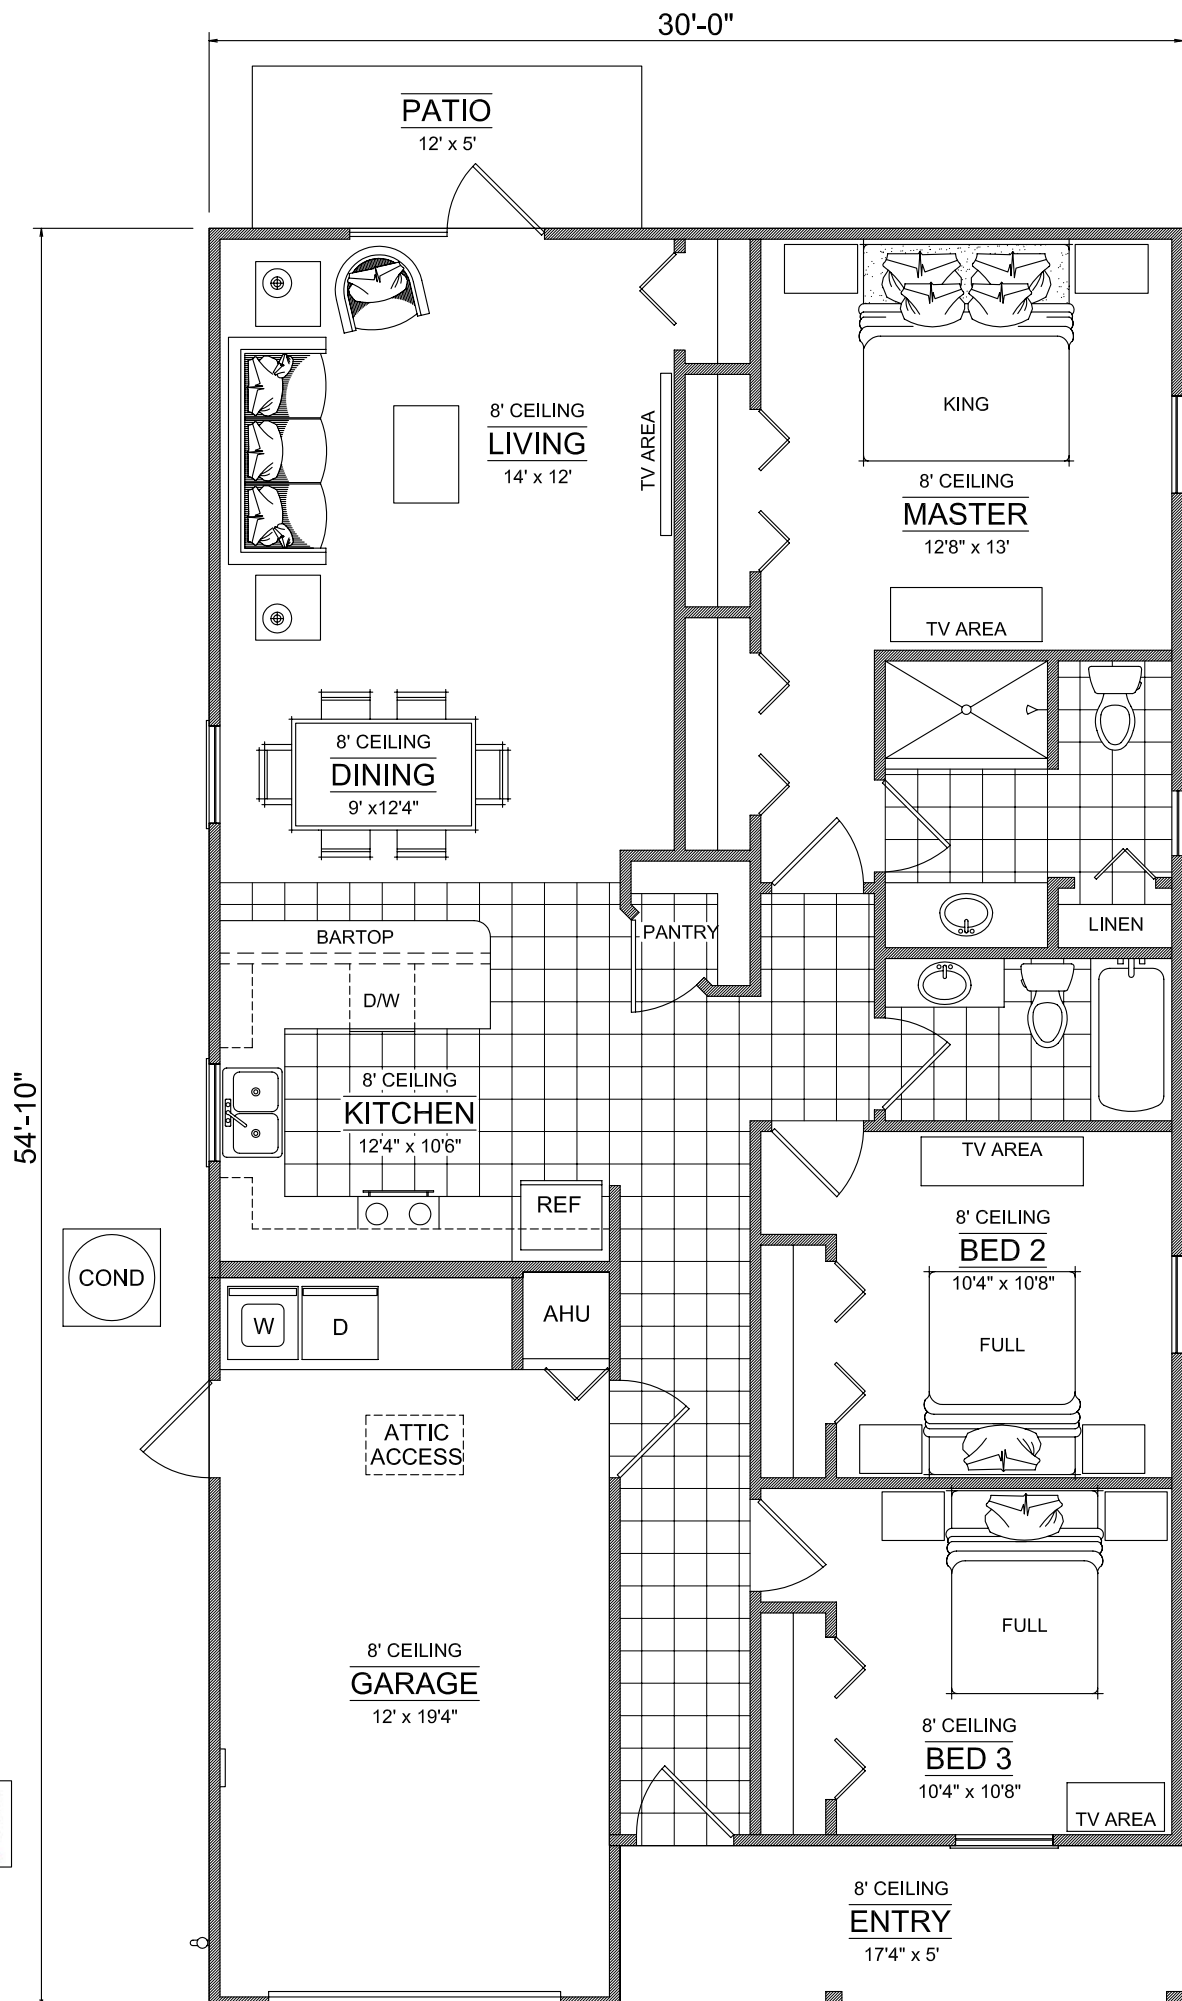 30'-0"
PATIO
12' x 5'
8' CEILING
LIVING
14' x 12'
TV AREA
KING
8' CEILING
MASTER
12'8" x 13'
TV AREA
8' CEILING
DINING
9' x12'4"
BARTOP
PANTRY
LINEN
D/W
54'-10"
8' CEILING
KITCHEN
12'4" x 10'6"
REF
TV AREA
8' CEILING
BED 2
10'4" x 10'8"
FULL
COND
W
D
AHU
ATTIC
ACCESS
8' CEILING
GARAGE
12' x 19'4"
FULL
8' CEILING
BED 3
10'4" x 10'8"
TV AREA
8' CEILING
ENTRY
17'4" x 5'